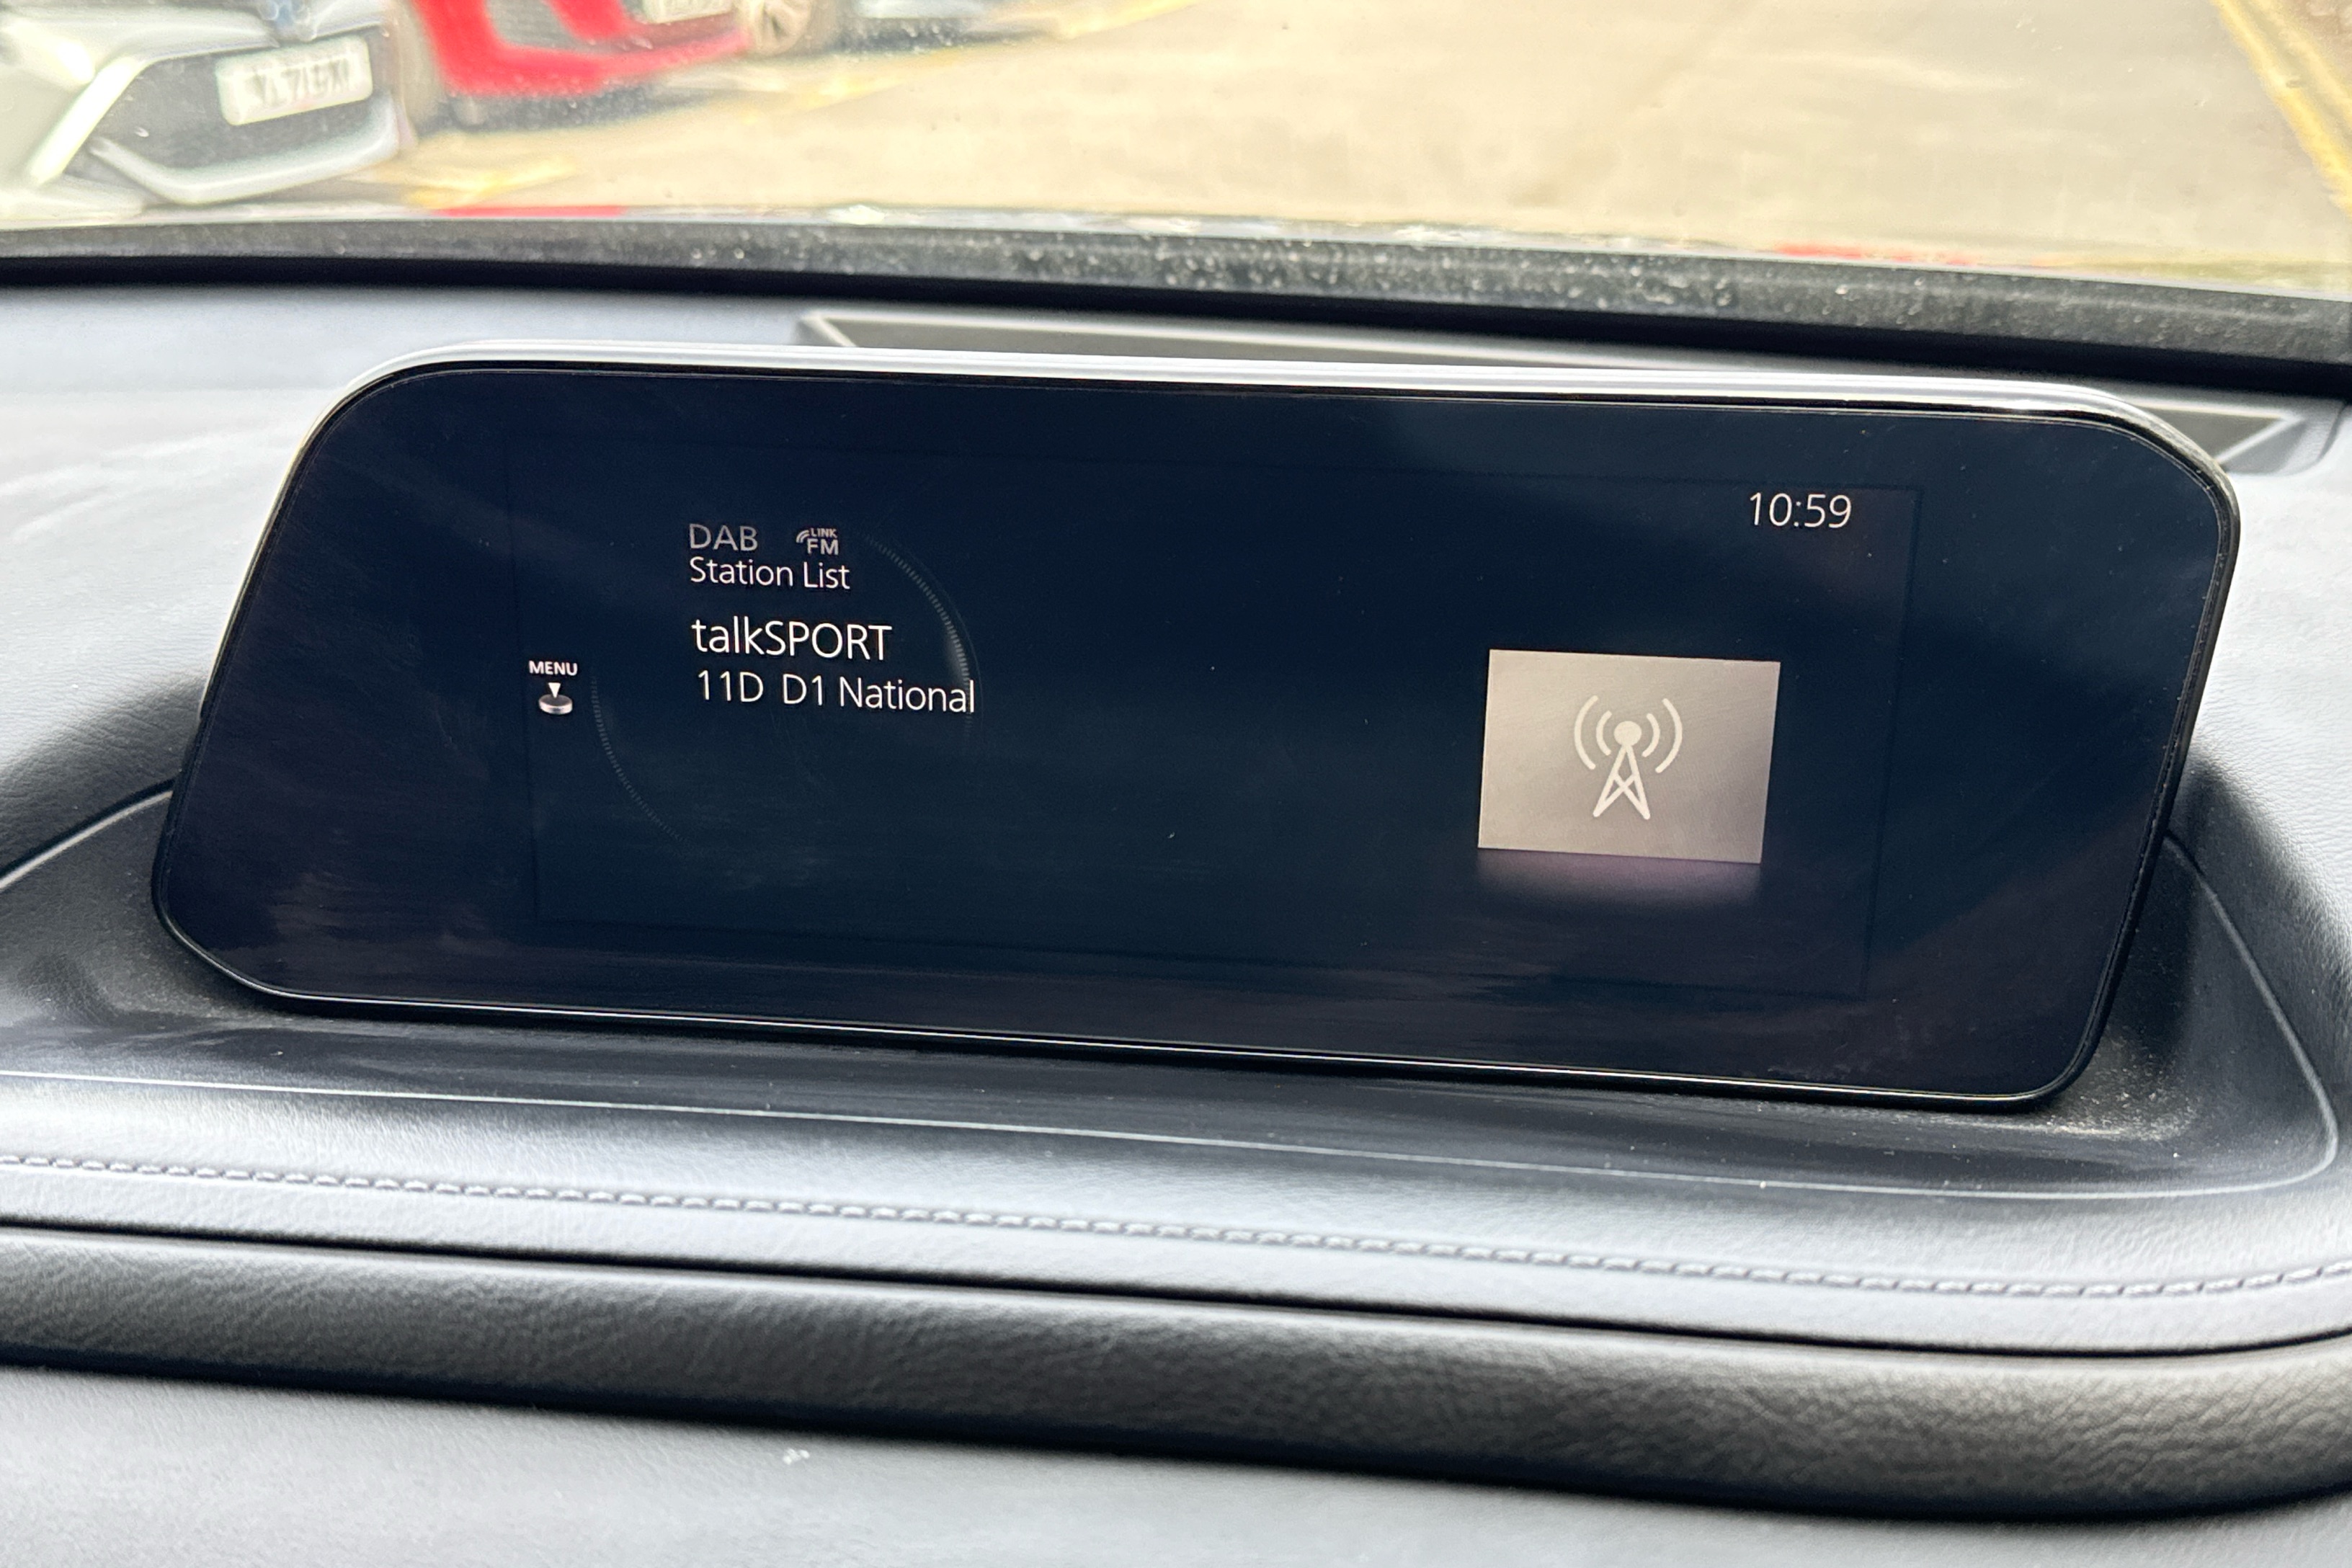 10:59
DAB LINK FM
Station List
talkSPORT
11D D1 National
MENU